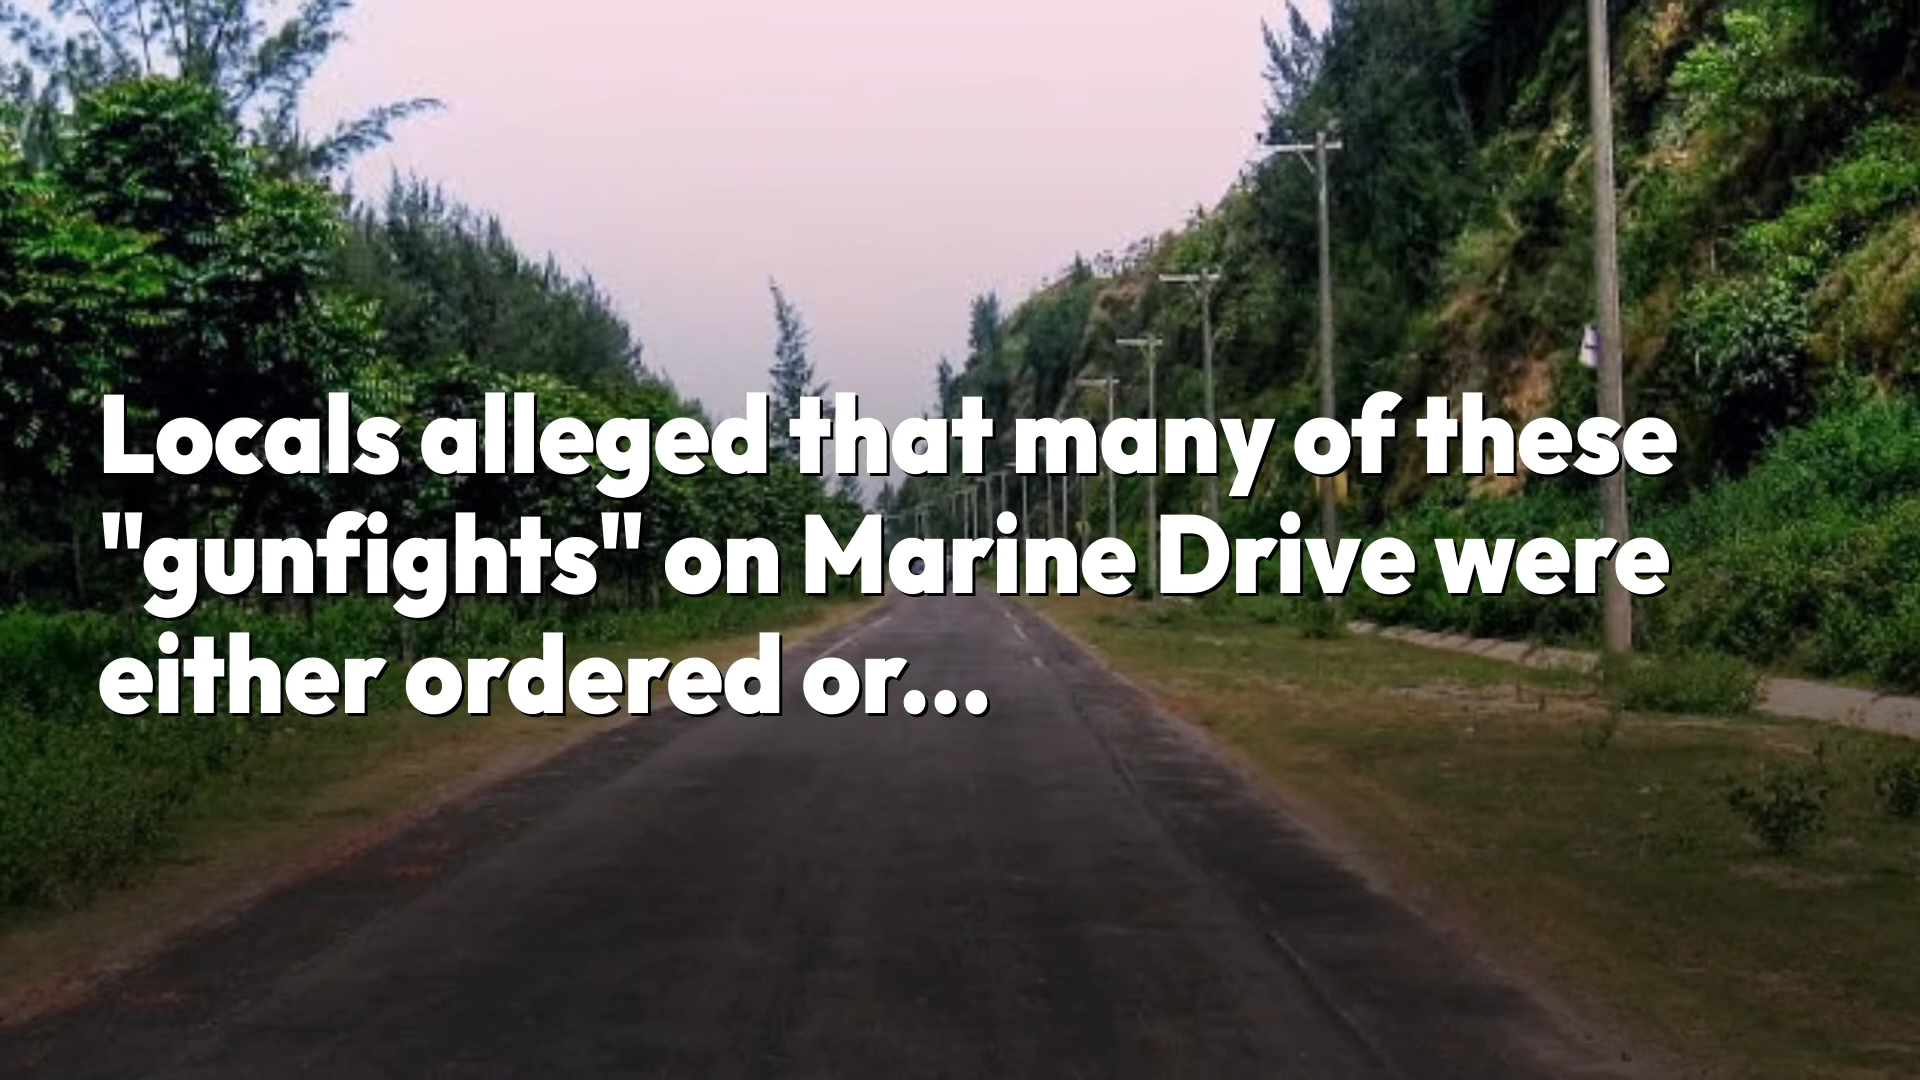 Locals alleged that many of these
"gunfights" on Marine Drive were
either ordered or...